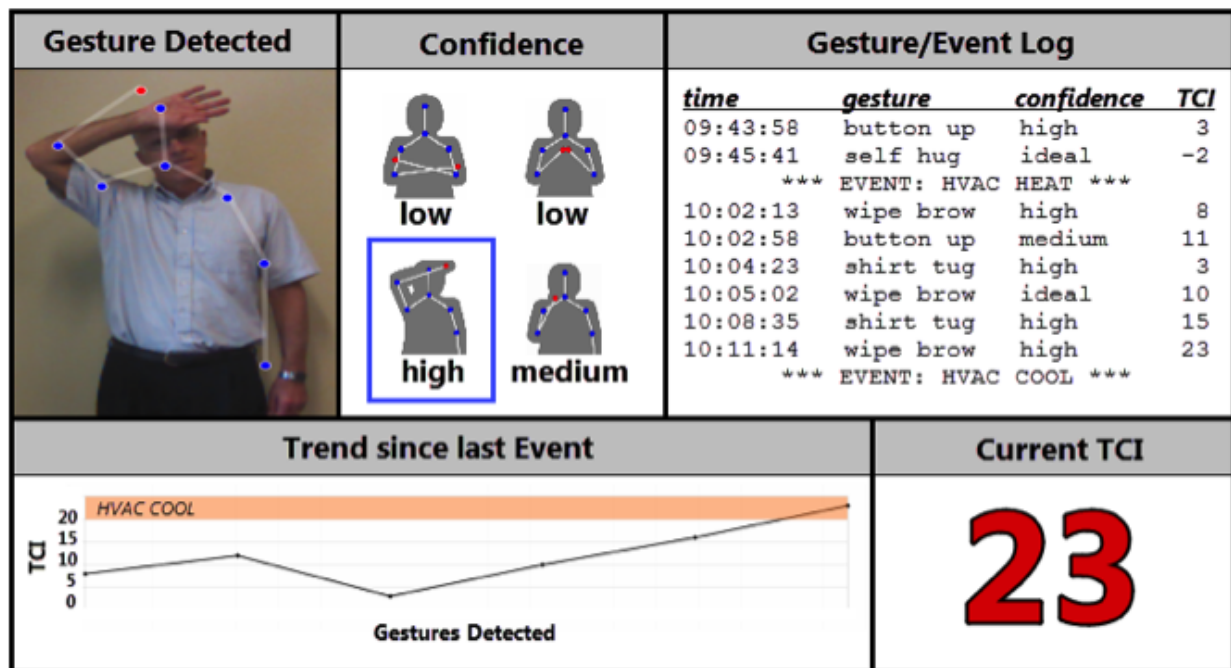 Gesture Detected
Confidence
Gesture/Event Log
low
low
high
medium
time gesture confidence TCI
09:43:58 button up high 3
09:45:41 self hug ideal -2
*** EVENT: HVAC HEAT ***
10:02:13 wipe brow high 8
10:02:58 button up medium 11
10:04:23 shirt tug high 3
10:05:02 wipe brow ideal 10
10:08:35 shirt tug high 15
10:11:14 wipe brow high 23
*** EVENT: HVAC COOL ***
Trend since last Event
HVAC COOL
TCI
20
15
10
5
0
Gestures Detected
Current TCI
23